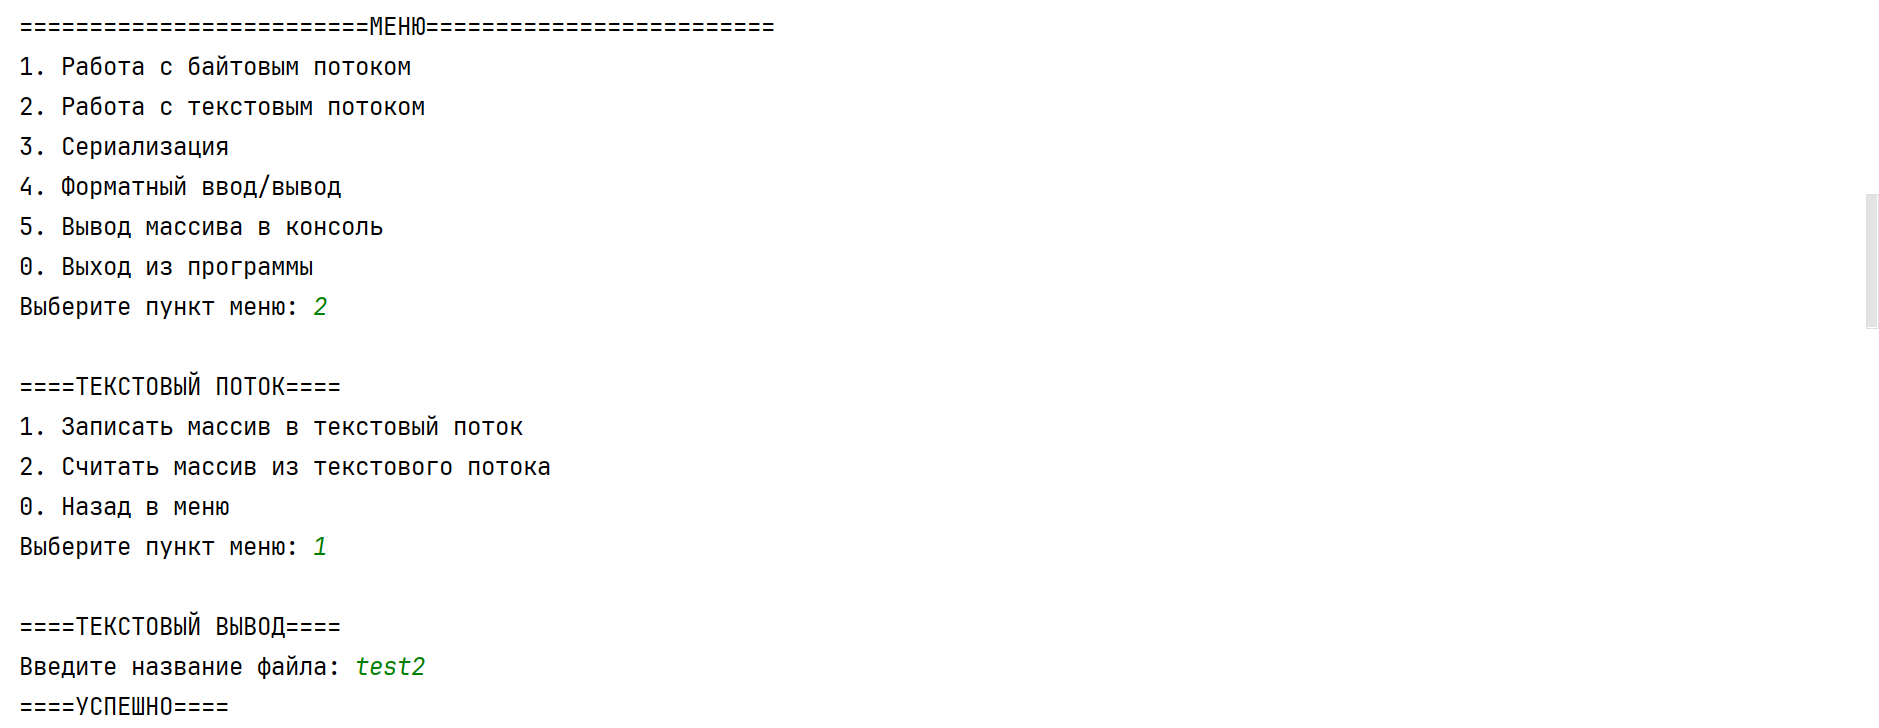 =========================МЕНЮ=========================
1. Работа с байтовым потоком
2. Работа с текстовым потоком
3. Сериализация
4. Форматный ввод/вывод
5. Вывод массива в консоль
0. Выход из программы
Выберите пункт меню: 2
====ТЕКСТОВЫЙ ПОТОК====
1. Записать массив в текстовый поток
2. Считать массив из текстового потока
0. Назад в меню
Выберите пункт меню: 1
====ТЕКСТОВЫЙ ВЫВОД====
Введите название файла: test2
====УСПЕШНО====